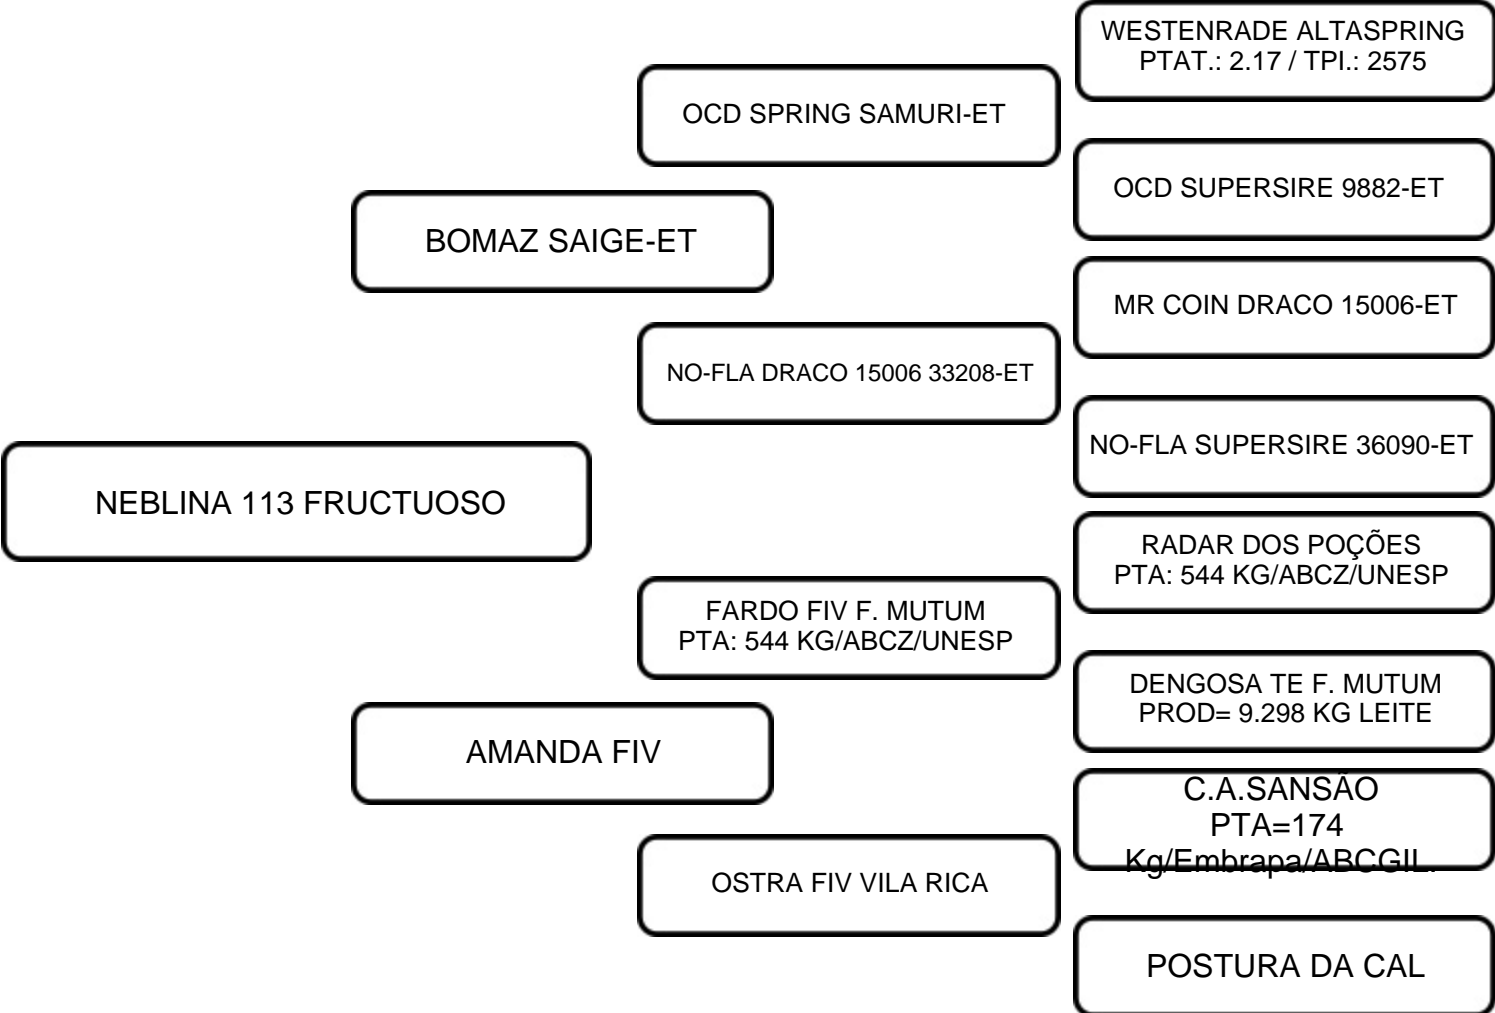 WESTENRADE ALTASPRING
PTAT.: 2.17 / TPI.: 2575
OCD SPRING SAMURI-ET
OCD SUPERSIRE 9882-ET
BOMAZ SAIGE-ET
MR COIN DRACO 15006-ET
NO-FLA DRACO 15006 33208-ET
NO-FLA SUPERSIRE 36090-ET
NEBLINA 113 FRUCTUOSO
RADAR DOS POÇÕES
PTA: 544 KG/ABCZ/UNESP
FARDO FIV F. MUTUM
PTA: 544 KG/ABCZ/UNESP
DENGOSA TE F. MUTUM
PROD= 9.298 KG LEITE
AMANDA FIV
C.A.SANSÃO
PTA=174
Kg/Embrapa/ABCGIL.
OSTRA FIV VILA RICA
POSTURA DA CAL